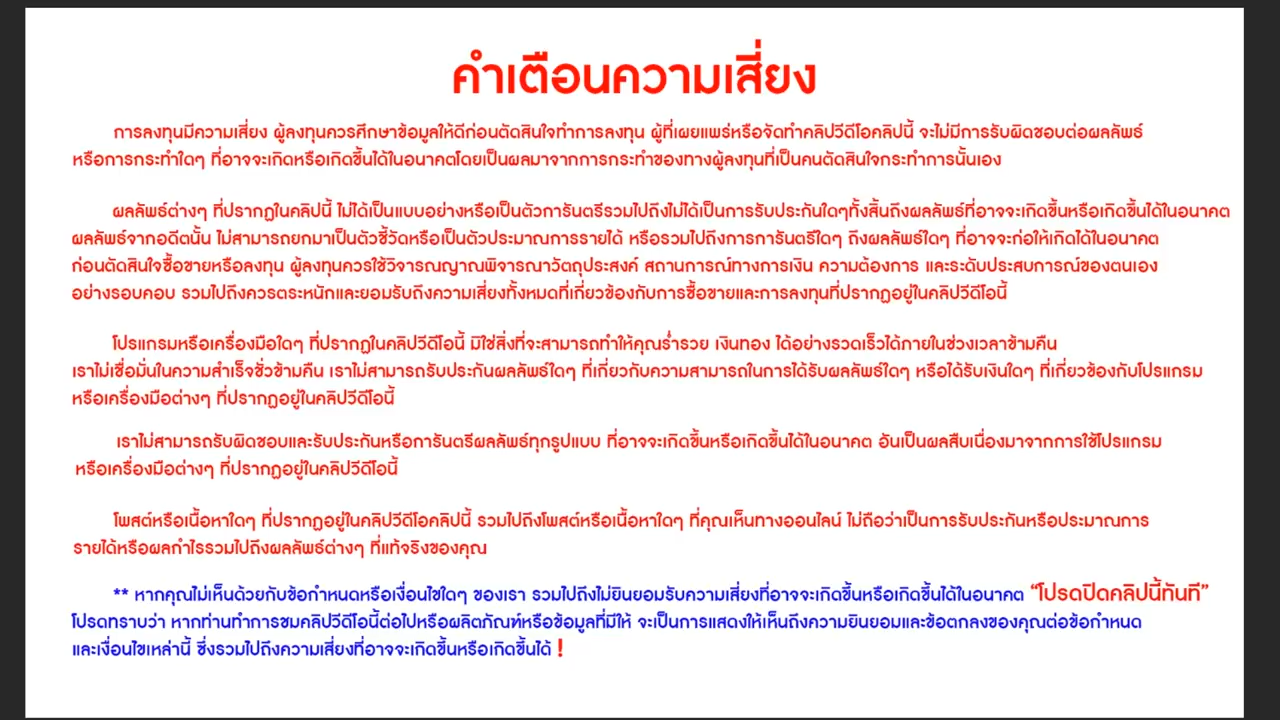 คำเตือนความเสี่ยง
การลงทุนมีความเสี่ยง ผู้ลงทุนควรศึกษาข้อมูลให้ดีก่อนตัดสินใจทำการลงทุน ผู้ที่เผยแพร่หรือจัดทำคลิปวีดีโอคลิปนี้ จะไม่มีการรับผิดชอบต่อผลลัพธ์
หรือการกระทำใดๆ ที่อาจจะเกิดหรือเกิดขึ้นได้ในอนาคตโดยเป็นผลมาจากการกระทำของทางผู้ลงทุนที่เป็นคนตัดสินใจกระทำการนั้นเอง
ผลลัพธ์ต่างๆ ที่ปรากฏในคลิปนี้ ไม่ได้เป็นแบบอย่างหรือเป็นตัวการันตรีรวมไปถึงไม่ได้เป็นการรับประกันใดๆทั้งสิ้นถึงผลลัพธ์ที่อาจจะเกิดขึ้นหรือเกิดขึ้นได้ในอนาคต
ผลลัพธ์จากอดีตนั้น ไม่สามารถยกมาเป็นตัวชี้วัดหรือเป็นตัวประมาณการรายได้ หรือรวมไปถึงการการันตรีใดๆ ถึงผลลัพธ์ใดๆ ที่อาจจะก่อให้เกิดได้ในอนาคต
ก่อนตัดสินใจซื้อขายหรือลงทุน ผู้ลงทุนควรใช้วิจารณญาณพิจารณาวัตถุประสงค์ สถานการณ์ทางการเงิน ความต้องการ และระดับประสบการณ์ของตนเอง
อย่างรอบคอบ รวมไปถึงควรตระหนักและยอมรับถึงความเสี่ยงทั้งหมดที่เกี่ยวข้องกับการซื้อขายและการลงทุนที่ปรากฏอยู่ในคลิปวีดีโอนี้
โปรแกรมหรือเครื่องมือใดๆ ที่ปรากฏในคลิปวีดีโอนี้ มิใช่สิ่งที่จะสามารถทำให้คุณร่ำรวย เงินทอง ได้อย่างรวดเร็วได้ภายในช่วงเวลาข้ามคืน
เราไม่เชื่อมั่นในความสำเร็จชั่วข้ามคืน เราไม่สามารถรับประกันผลลัพธ์ใดๆ ที่เกี่ยวกับความสามารถในการได้รับผลลัพธ์ใดๆ หรือได้รับเงินใดๆ ที่เกี่ยวข้องกับโปรแกรม
หรือเครื่องมือต่างๆ ที่ปรากฏอยู่ในคลิปวีดีโอนี้
เราไม่สามารถรับผิดชอบและรับประกันหรือการันตรีผลลัพธ์ทุกรูปแบบ ที่อาจจะเกิดขึ้นหรือเกิดขึ้นได้ในอนาคต อันเป็นผลสืบเนื่องมาจากการใช้โปรแกรม
หรือเครื่องมือต่างๆ ที่ปรากฏอยู่ในคลิปวีดีโอนี้
โพสต์หรือเนื้อหาใดๆ ที่ปรากฏอยู่ในคลิปวีดีโอคลิปนี้ รวมไปถึงโพสต์หรือเนื้อหาใดๆ ที่คุณเห็นทางออนไลน์ ไม่ถือว่าเป็นการรับประกันหรือประมาณการ
รายได้หรือผลกำไรรวมไปถึงผลลัพธ์ต่างๆ ที่แท้จริงของคุณ
** หากคุณไม่เห็นด้วยกับข้อกำหนดหรือเงื่อนไขใดๆ ของเรา รวมไปถึงไม่ยินยอมรับความเสี่ยงที่อาจจะเกิดขึ้นหรือเกิดขึ้นได้ในอนาคต “โปรดปิดคลิปนี้ทันที”
โปรดทราบว่า หากท่านทำการชมคลิปวีดีโอนี้ต่อไปหรือผลิตภัณฑ์หรือข้อมูลที่มีให้ จะเป็นการแสดงให้เห็นถึงความยินยอมและข้อตกลงของคุณต่อข้อกำหนด
และเงื่อนไขเหล่านี้ ซึ่งรวมไปถึงความเสี่ยงที่อาจจะเกิดขึ้นหรือเกิดขึ้นได้ !